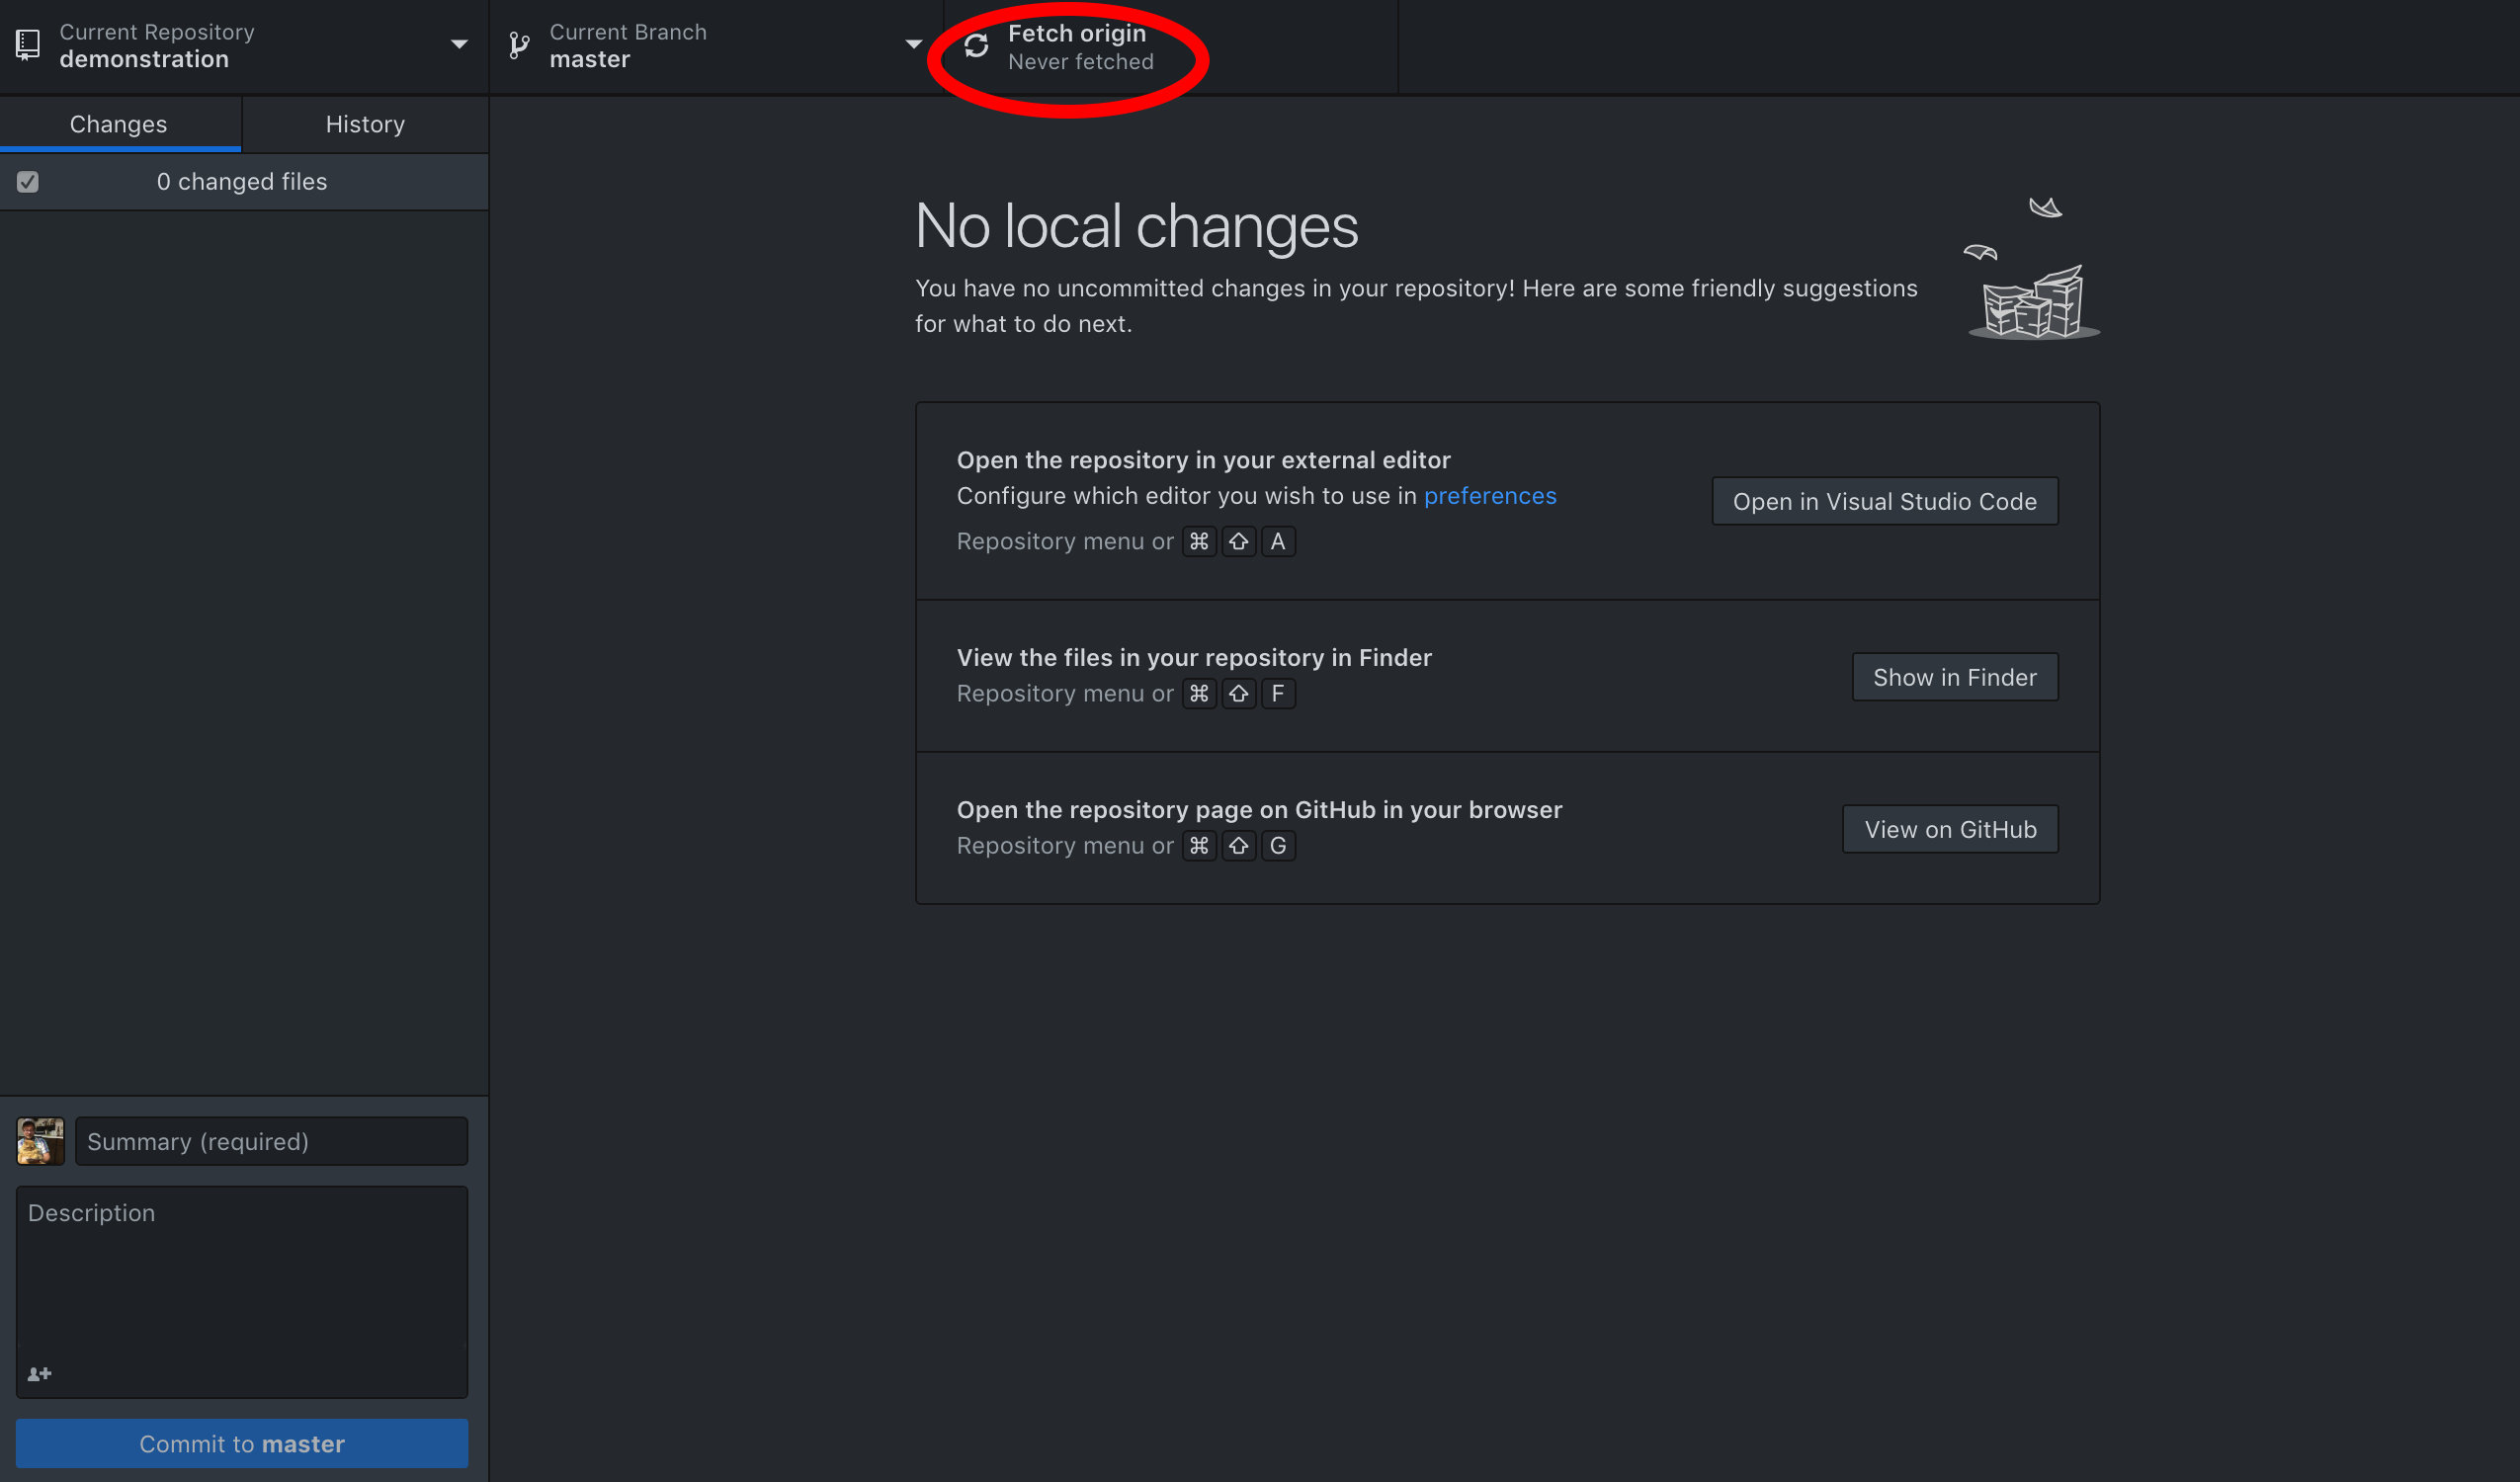 Current Repository
demonstration
Current Branch
master
Fetch origin
Never fetched
Changes
History
0 changed files
No local changes
You have no uncommitted changes in your repository! Here are some friendly suggestions
for what to do next.
Open the repository in your external editor
Configure which editor you wish to use in preferences
Repository menu or ⌘ ⇧ A
Open in Visual Studio Code
View the files in your repository in Finder
Repository menu or ⌘ ⇧ F
Show in Finder
Open the repository page on GitHub in your browser
Repository menu or ⌘ ⇧ G
View on GitHub
Summary (required)
Description
Commit to master